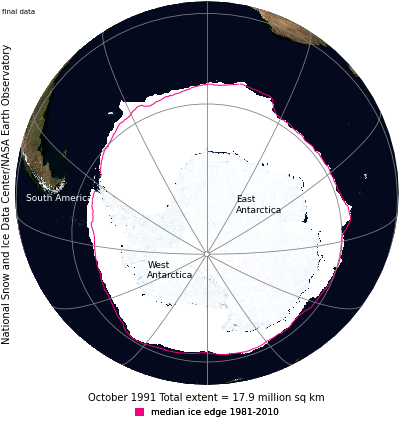 final data
National Snow and Ice Data Center/NASA Earth Observatory
South America
East
Antarctica
West
Antarctica
October 1991 Total extent = 17.9 million sq km
median ice edge 1981-2010